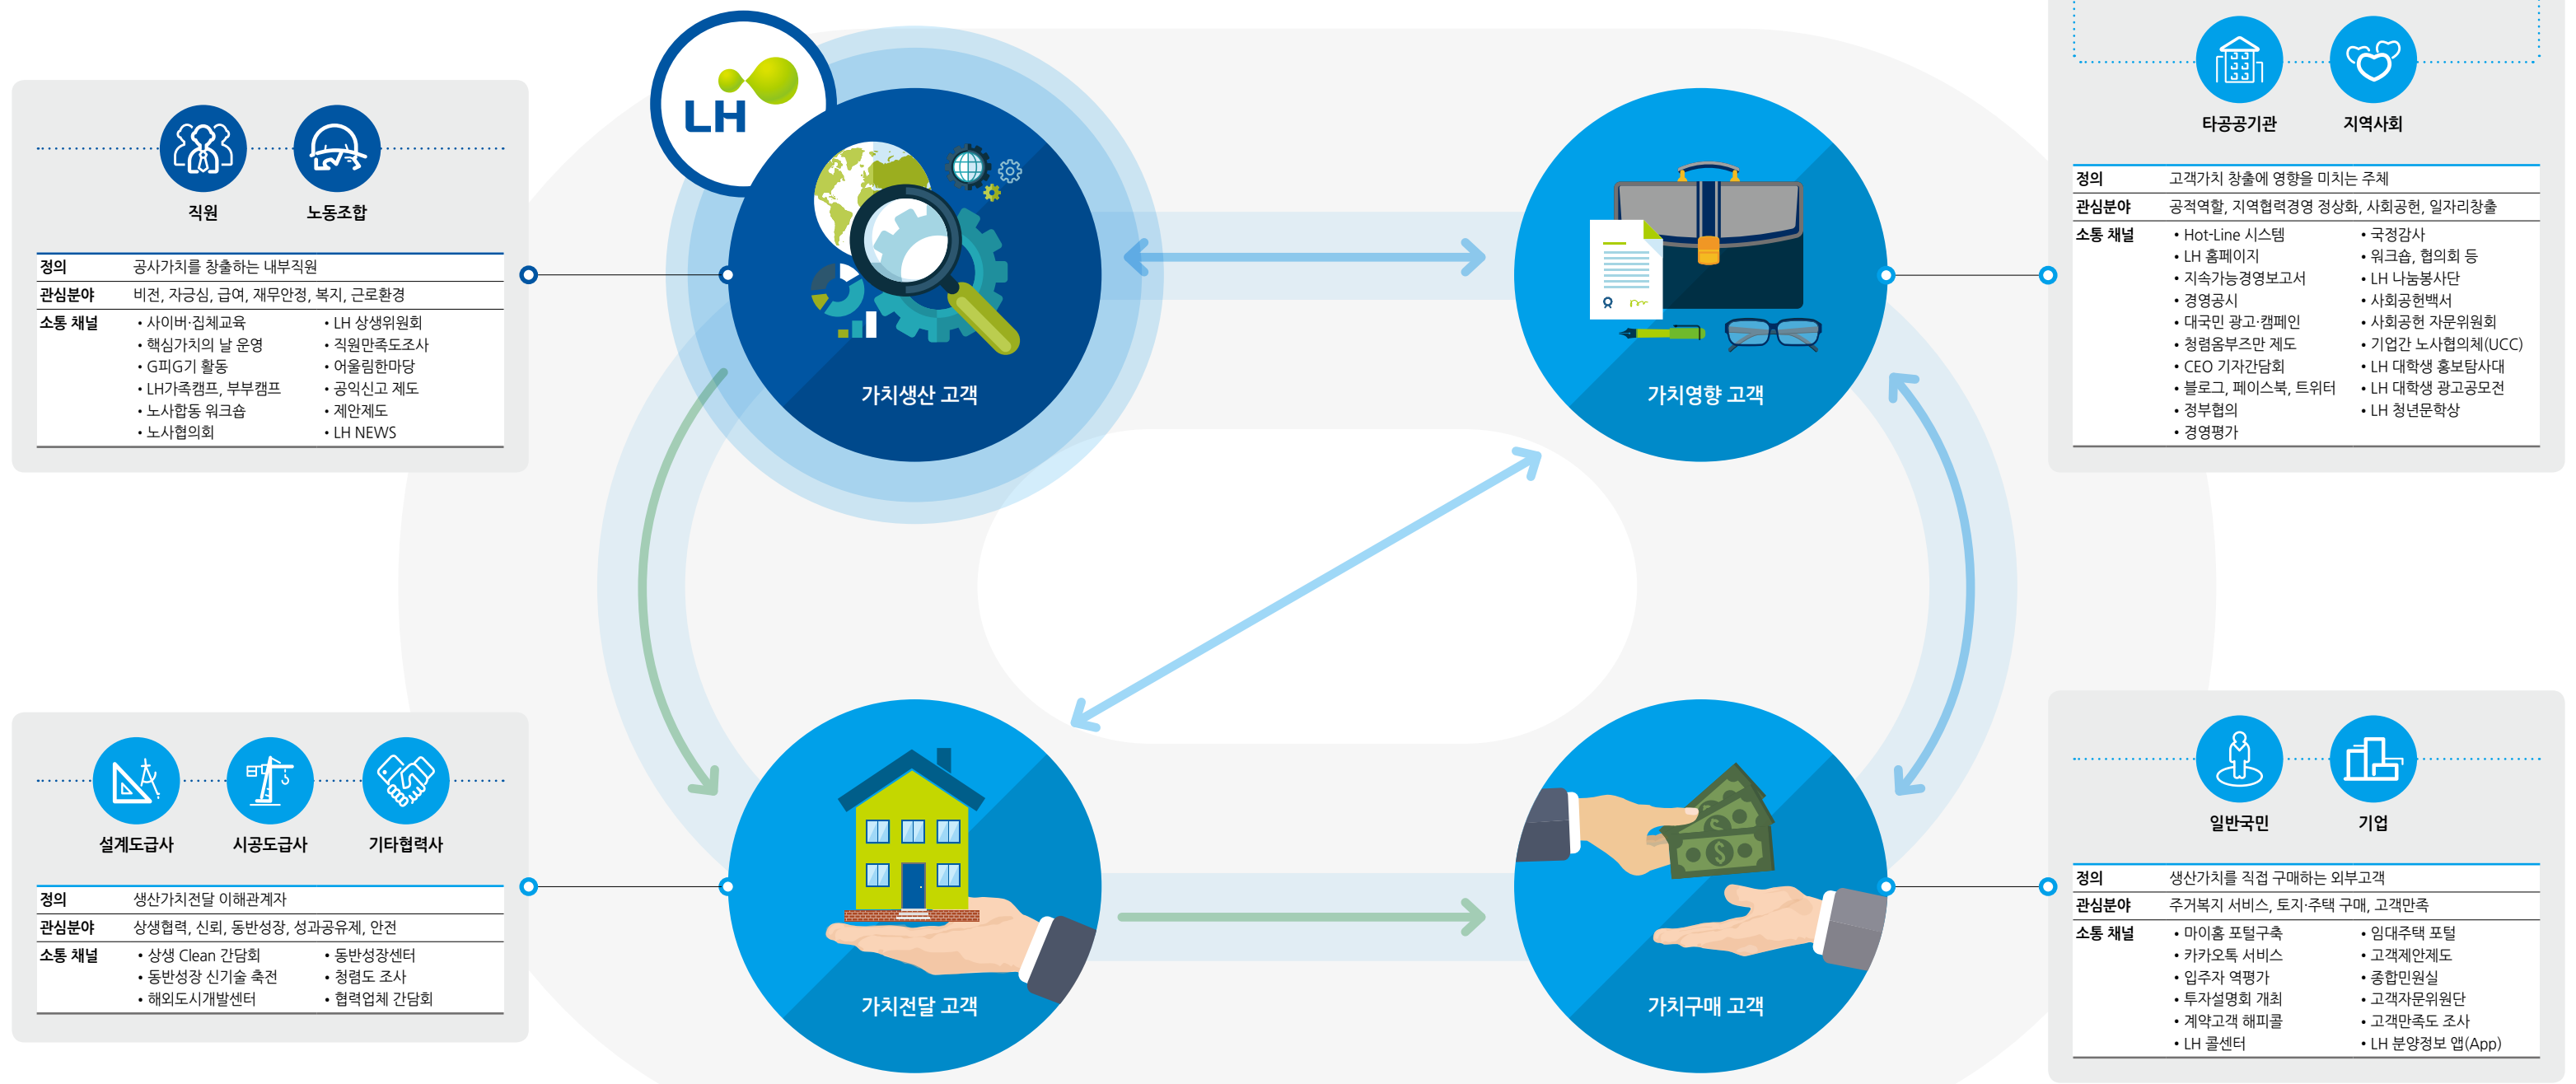 LH
직원
노동조합
정의 공사가치를 창출하는 내부직원
관심분야 비전, 자긍심, 급여, 재무안정, 복지, 근로환경
소통 채널
• 사이버·집체교육
• 핵심가치의 날 운영
• G피G기 활동
• LH가족캠프, 부부캠프
• 노사합동 워크숍
• 노사협의회
• LH 상생위원회
• 직원만족도조사
• 어울림한마당
• 공익신고 제도
• 제안제도
• LH NEWS
가치생산 고객
가치영향 고객
타공공기관
지역사회
정의 고객가치 창출에 영향을 미치는 주체
관심분야 공적역할, 지역협력경영 정상화, 사회공헌, 일자리창출
소통 채널
• Hot-Line 시스템
• LH 홈페이지
• 지속가능경영보고서
• 경영공시
• 대국민 광고·캠페인
• 청렴옴부즈만 제도
• CEO 기자간담회
• 블로그, 페이스북, 트위터
• 정부협의
• 경영평가
• 국정감사
• 워크숍, 협의회 등
• LH 나눔봉사단
• 사회공헌백서
• 사회공헌 자문위원회
• 기업간 노사협의체(UCC)
• LH 대학생 홍보탐사대
• LH 대학생 광고공모전
• LH 청년문학상
설계도급사
시공도급사
기타협력사
정의 생산가치전달 이해관계자
관심분야 상생협력, 신뢰, 동반성장, 성과공유제, 안전
소통 채널
• 상생 Clean 간담회
• 동반성장 신기술 축전
• 해외도시개발센터
• 동반성장센터
• 청렴도 조사
• 협력업체 간담회
가치전달 고객
가치구매 고객
일반국민
기업
정의 생산가치를 직접 구매하는 외부고객
관심분야 주거복지 서비스, 토지·주택 구매, 고객만족
소통 채널
• 마이홈 포털구축
• 카카오톡 서비스
• 입주자 역평가
• 투자설명회 개최
• 계약고객 해피콜
• LH 콜센터
• 임대주택 포털
• 고객제안제도
• 종합민원실
• 고객자문위원단
• 고객만족도 조사
• LH 분양정보 앱(App)